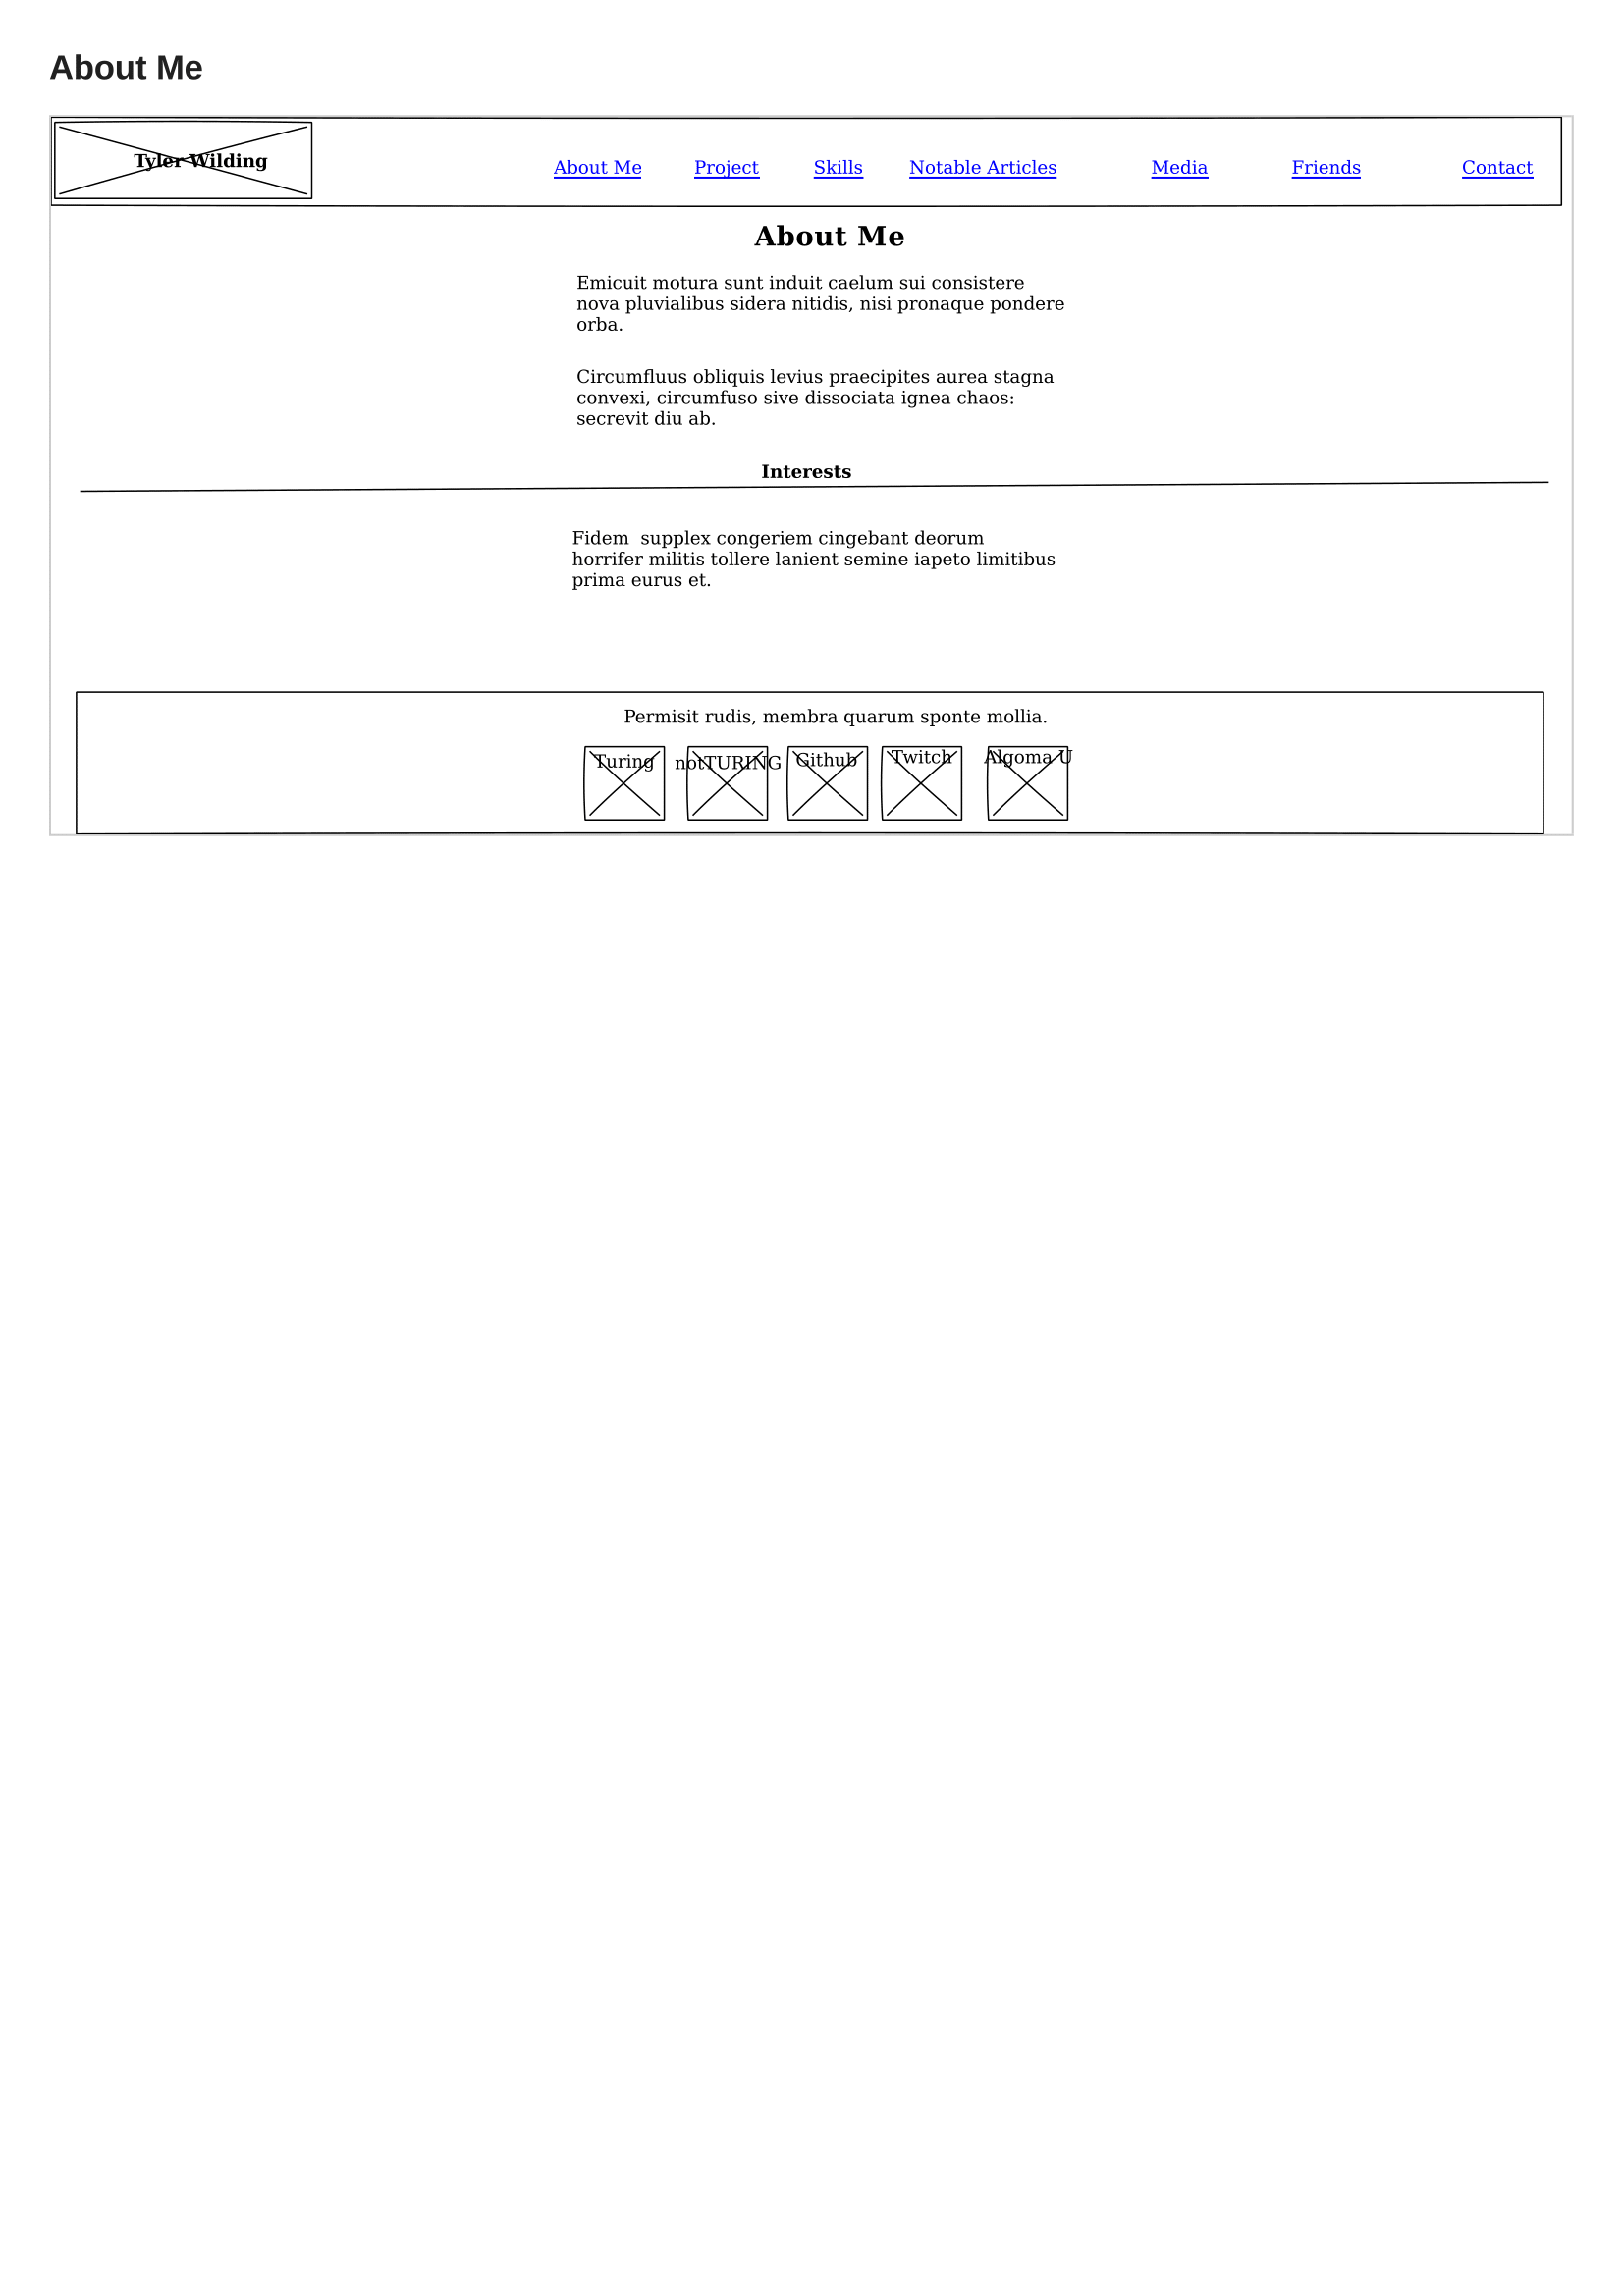 About Me
Tyler Wilding
About Me Project Skills Notable Articles Media Friends Contact
About Me
Emicuit motura sunt induit caelum sui consistere
nova pluvialibus sidera nitidis, nisi pronaque pondere
orba.
Circumfluus obliquis levius praecipites aurea stagna
convexi, circumfuso sive dissociata ignea chaos:
secrevit diu ab.
Interests
Fidem  supplex congeriem cingebant deorum
horrifer militis tollere lanient semine iapeto limitibus
prima eurus et.
Permisit rudis, membra quarum sponte mollia.
Turing notTURING Github Twitch Algoma U